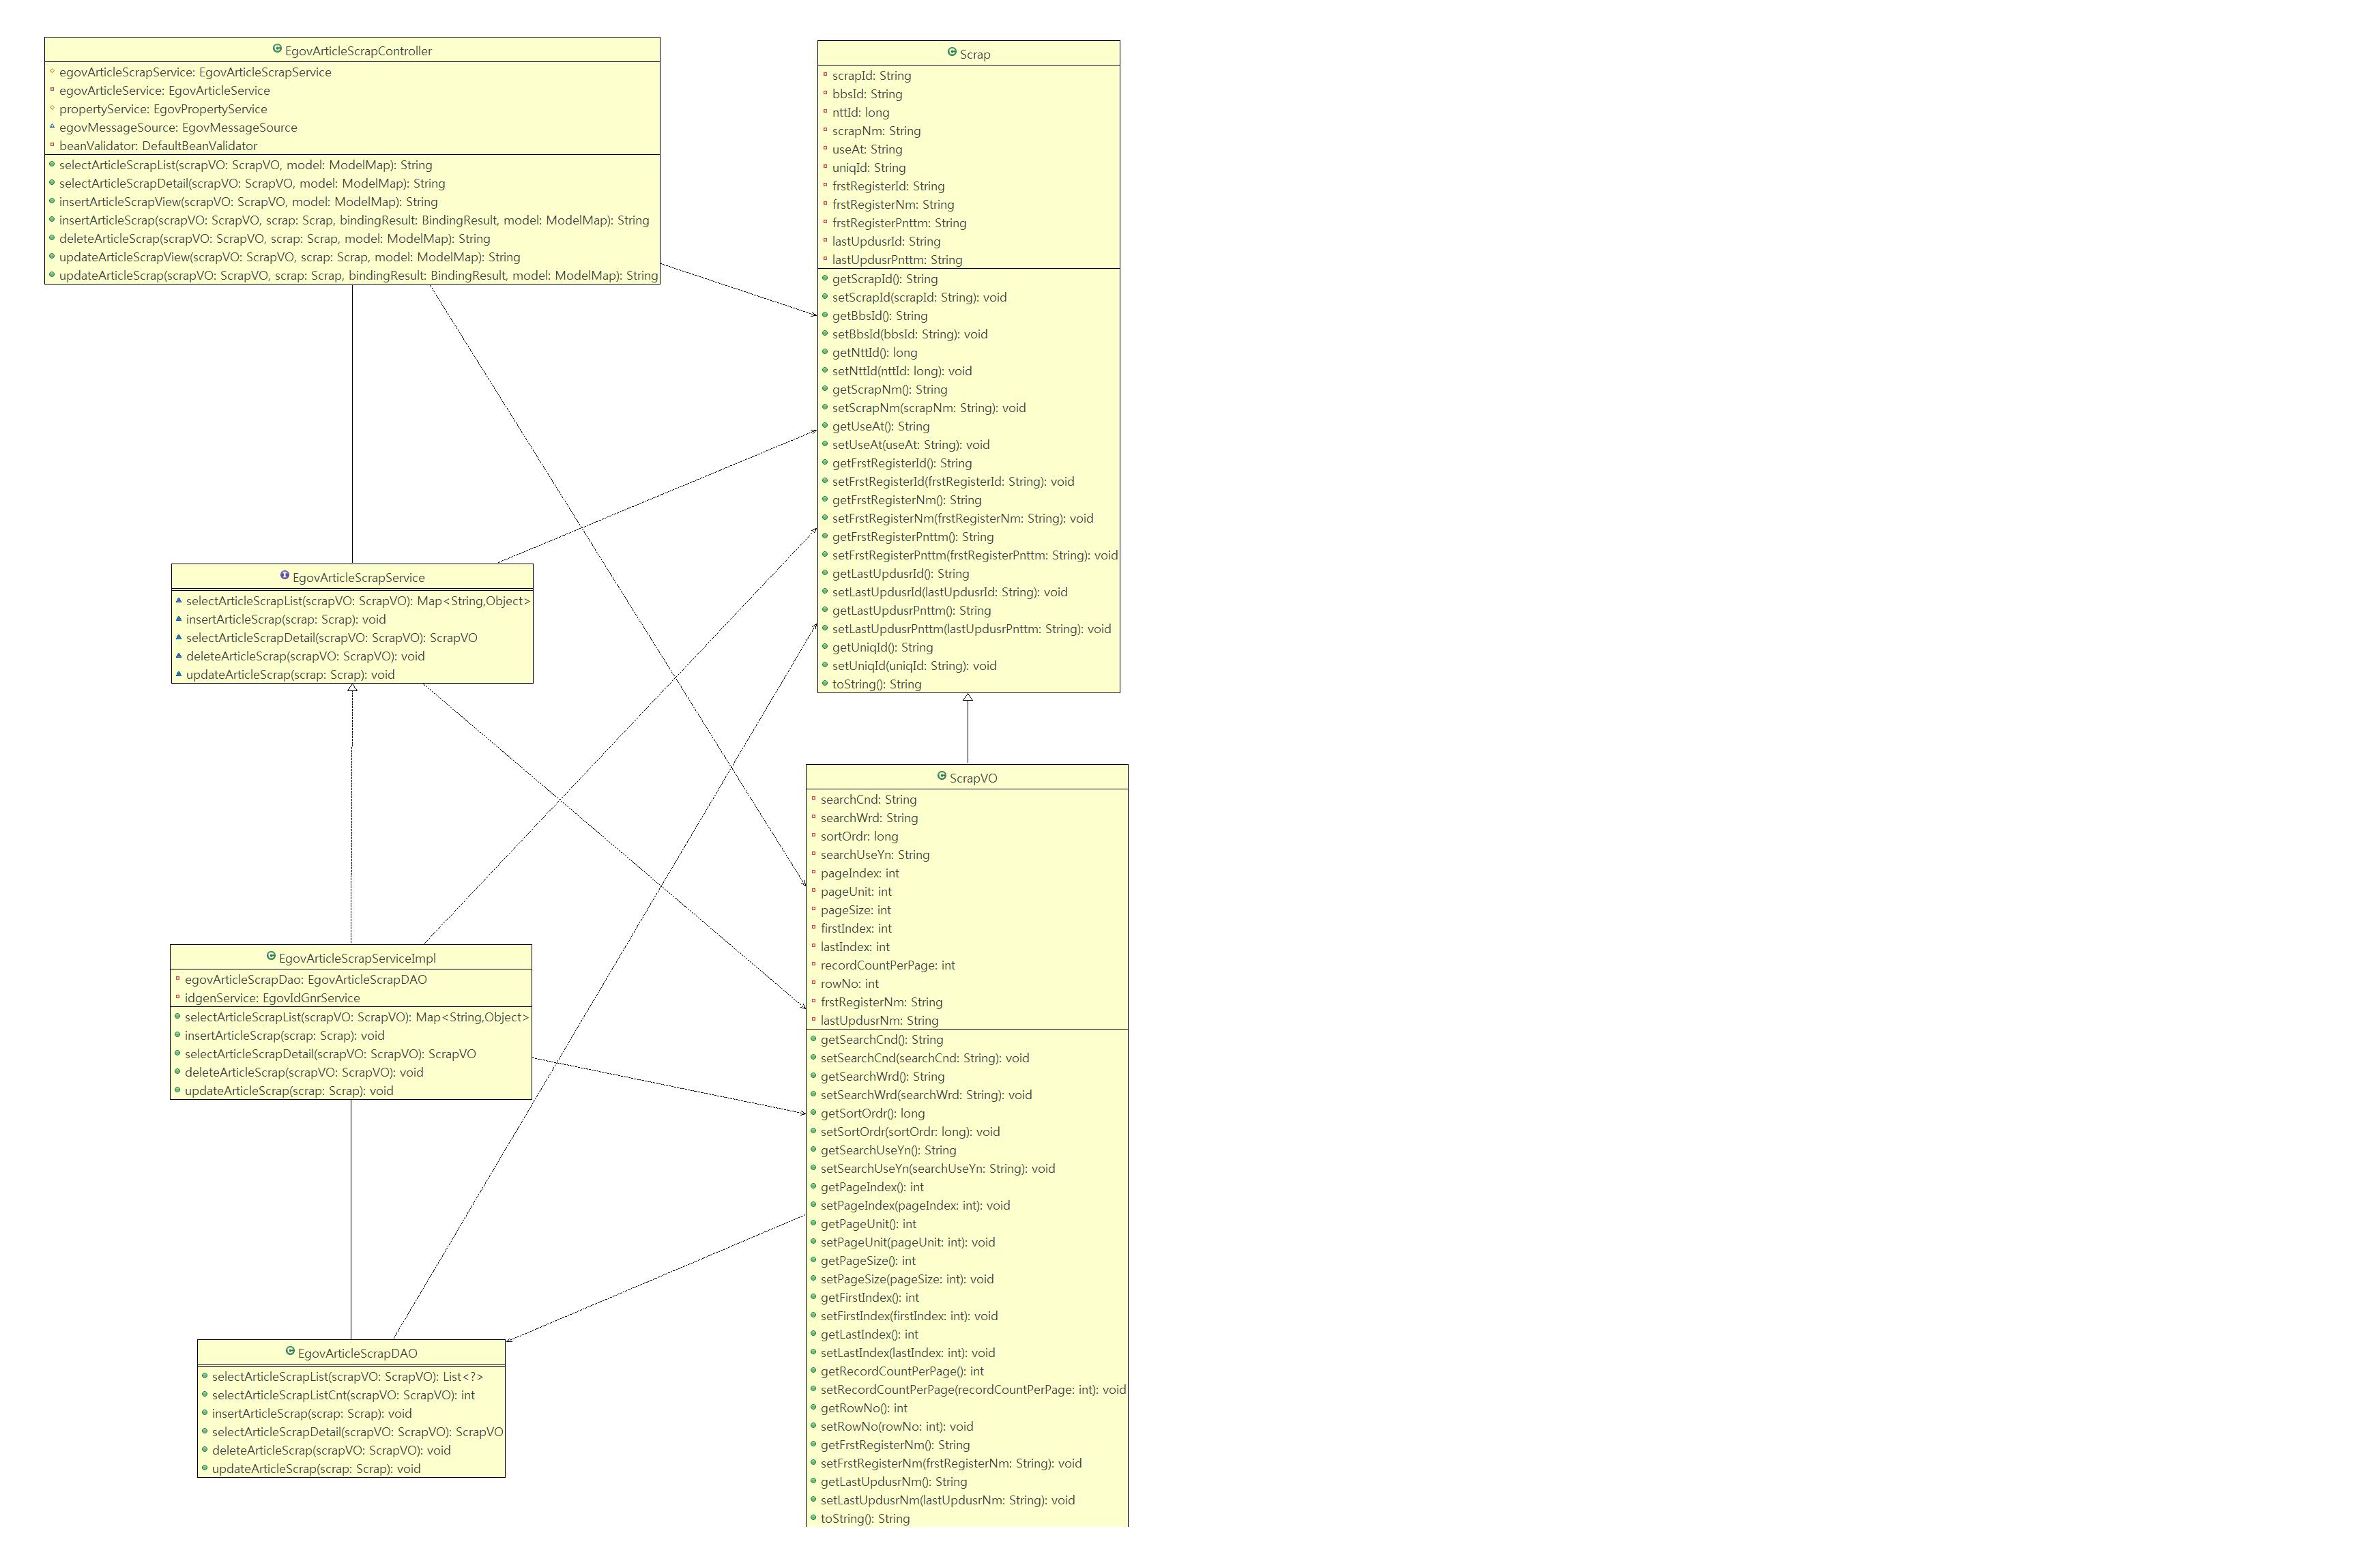 EgovArticleScrapController
egovArticleScrapService: EgovArticleScrapService
egovArticleService: EgovArticleService
propertyService: EgovPropertyService
egovMessageSource: EgovMessageSource
beanValidator: DefaultBeanValidator
selectArticleScrapList(scrapVO: ScrapVO, model: ModelMap): String
selectArticleScrapDetail(scrapVO: ScrapVO, model: ModelMap): String
insertArticleScrapView(scrapVO: ScrapVO, model: ModelMap): String
insertArticleScrap(scrapVO: ScrapVO, scrap: Scrap, bindingResult: BindingResult, model: ModelMap): String
deleteArticleScrap(scrapVO: ScrapVO, scrap: Scrap, model: ModelMap): String
updateArticleScrapView(scrapVO: ScrapVO, scrap: Scrap, model: ModelMap): String
updateArticleScrap(scrapVO: ScrapVO, scrap: Scrap, bindingResult: BindingResult, model: ModelMap): String
Scrap
scrapId: String
bbsId: String
nttId: long
scrapNm: String
useAt: String
uniqId: String
frstRegisterId: String
frstRegisterNm: String
frstRegisterPnttm: String
lastUpdusrId: String
lastUpdusrPnttm: String
getScrapId(): String
setScrapId(scrapId: String): void
getBbsId(): String
setBbsId(bbsId: String): void
getNttId(): long
setNttId(nttId: long): void
getScrapNm(): String
setScrapNm(scrapNm: String): void
getUseAt(): String
setUseAt(useAt: String): void
getFrstRegisterId(): String
setFrstRegisterId(frstRegisterId: String): void
getFrstRegisterNm(): String
setFrstRegisterNm(frstRegisterNm: String): void
getFrstRegisterPnttm(): String
setFrstRegisterPnttm(frstRegisterPnttm: String): void
getLastUpdusrId(): String
setLastUpdusrId(lastUpdusrId: String): void
getLastUpdusrPnttm(): String
setLastUpdusrPnttm(lastUpdusrPnttm: String): void
getUniqId(): String
setUniqId(uniqId: String): void
toString(): String
EgovArticleScrapService
selectArticleScrapList(scrapVO: ScrapVO): Map<String,Object>
insertArticleScrap(scrap: Scrap): void
selectArticleScrapDetail(scrapVO: ScrapVO): ScrapVO
deleteArticleScrap(scrapVO: ScrapVO): void
updateArticleScrap(scrap: Scrap): void
EgovArticleScrapServiceImpl
egovArticleScrapDao: EgovArticleScrapDAO
idgenService: EgovIdGnrService
selectArticleScrapList(scrapVO: ScrapVO): Map<String,Object>
insertArticleScrap(scrap: Scrap): void
selectArticleScrapDetail(scrapVO: ScrapVO): ScrapVO
deleteArticleScrap(scrapVO: ScrapVO): void
updateArticleScrap(scrap: Scrap): void
EgovArticleScrapDAO
selectArticleScrapList(scrapVO: ScrapVO): List<?>
selectArticleScrapListCnt(scrapVO: ScrapVO): int
insertArticleScrap(scrap: Scrap): void
selectArticleScrapDetail(scrapVO: ScrapVO): ScrapVO
deleteArticleScrap(scrapVO: ScrapVO): void
updateArticleScrap(scrap: Scrap): void
ScrapVO
searchCnd: String
searchWrd: String
sortOrdr: long
searchUseYn: String
pageIndex: int
pageUnit: int
pageSize: int
firstIndex: int
lastIndex: int
recordCountPerPage: int
rowNo: int
frstRegisterNm: String
lastUpdusrNm: String
getSearchCnd(): String
setSearchCnd(searchCnd: String): void
getSearchWrd(): String
setSearchWrd(searchWrd: String): void
getSortOrdr(): long
setSortOrdr(sortOrdr: long): void
getSearchUseYn(): String
setSearchUseYn(searchUseYn: String): void
getPageIndex(): int
setPageIndex(pageIndex: int): void
getPageUnit(): int
setPageUnit(pageUnit: int): void
getPageSize(): int
setPageSize(pageSize: int): void
getFirstIndex(): int
setFirstIndex(firstIndex: int): void
getLastIndex(): int
setLastIndex(lastIndex: int): void
getRecordCountPerPage(): int
setRecordCountPerPage(recordCountPerPage: int): void
getRowNo(): int
setRowNo(rowNo: int): void
getFrstRegisterNm(): String
setFrstRegisterNm(frstRegisterNm: String): void
getLastUpdusrNm(): String
setLastUpdusrNm(lastUpdusrNm: String): void
toString(): String